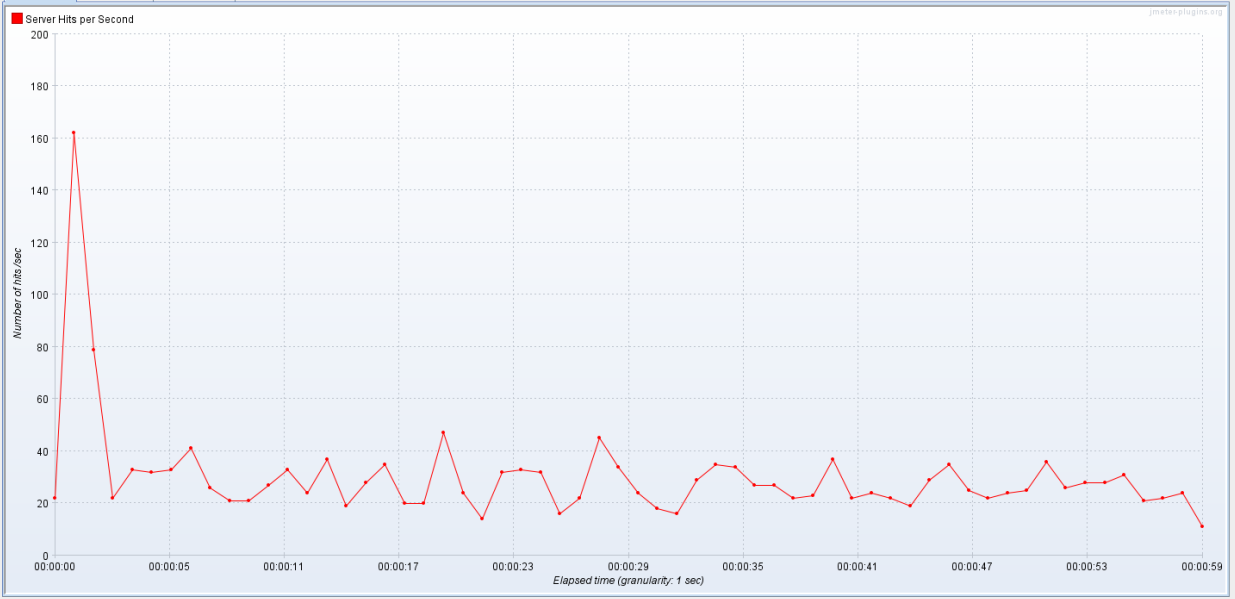 jmeter-plugins.org
Server Hits per Second
200
180
160
140
120
100
80
60
40
20
0
Number of hits /sec
00:00:00 00:00:05 00:00:11 00:00:17 00:00:23 00:00:29 00:00:35 00:00:41 00:00:47 00:00:53 00:00:59
Elapsed time (granularity: 1 sec)